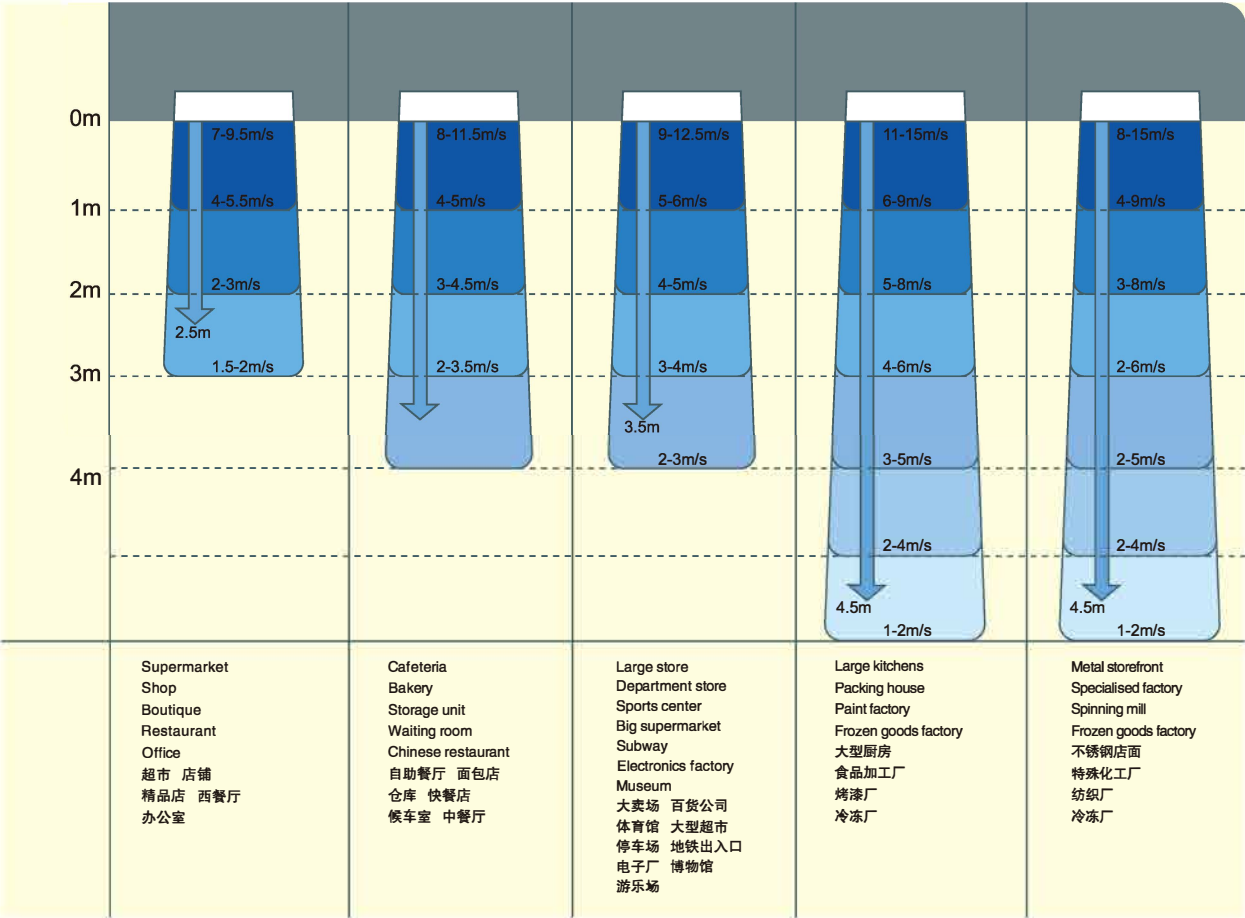 0m
1m
2m
3m
4m
7-9.5m/s
4-5.5m/s
2-3m/s
2.5m
1.5-2m/s
8-11.5m/s
4-5m/s
3-4.5m/s
2-3.5m/s
9-12.5m/s
5-6m/s
4-5m/s
3-4m/s
3.5m
2-3m/s
11-15m/s
6-9m/s
5-8m/s
4-6m/s
3-5m/s
2-4m/s
4.5m
1-2m/s
8-15m/s
4-9m/s
3-8m/s
2-6m/s
2-5m/s
2-4m/s
4.5m
1-2m/s
Supermarket
Shop
Boutique
Restaurant
Office
超市 店铺
精品店 西餐厅
办公室
Cafeteria
Bakery
Storage unit
Waiting room
Chinese restaurant
自助餐厅 面包店
仓库 快餐店
候车室 中餐厅
Large store
Department store
Sports center
Big supermarket
Subway
Electronics factory
Museum
大卖场 百货公司
体育馆 大型超市
停车场 地铁出入口
电子厂 博物馆
游乐场
Large kitchens
Packing house
Paint factory
Frozen goods factory
大型厨房
食品加工厂
烤漆厂
冷冻厂
Metal storefront
Specialised factory
Spinning mill
Frozen goods factory
不锈钢店面
特殊化工厂
纺织厂
冷冻厂